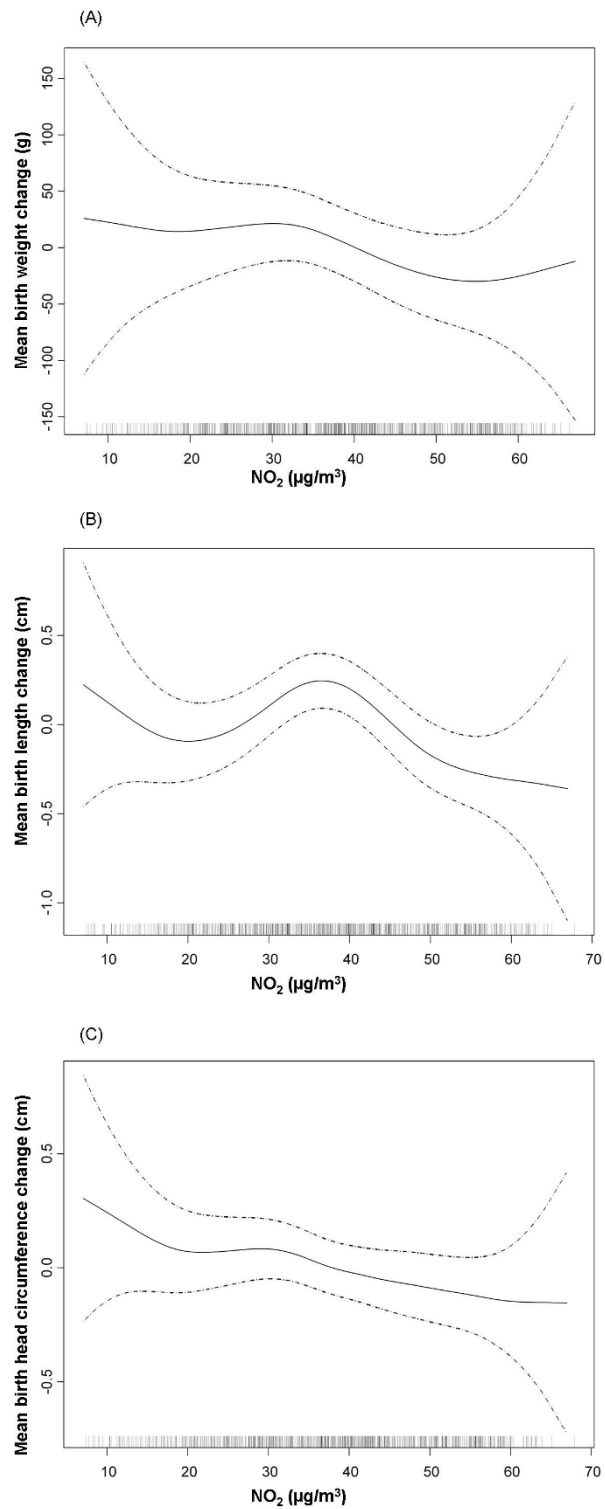 (A)
Mean birth weight change (g)
150
100
50
0
-50
-100
-150
10 20 30 40 50 60
NO₂ (µg/m³)
(B)
Mean birth length change (cm)
0.5
0.0
-0.5
-1.0
10 20 30 40 50 60 70
NO₂ (µg/m³)
(C)
Mean birth head circumference change (cm)
0.5
0.0
-0.5
10 20 30 40 50 60 70
NO₂ (µg/m³)